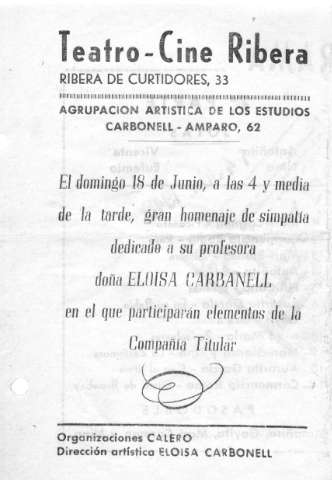 Teatro-Cine Ribera
RIBERA DE CURTIDORES, 33
AGRUPACION ARTISTICA DE LOS ESTUDIOS
CARBONELL - AMPARO, 62
El domingo 18 de Junio, a las 4 y media
de la tarde, gran homenaje de simpatía
dedicado a su profesora
doña ELOISA CARBANELL
en el que participarán elementos de la
Compañía Titular
Organizaciones CALERO
Dirección artística ELOISA CARBONELL